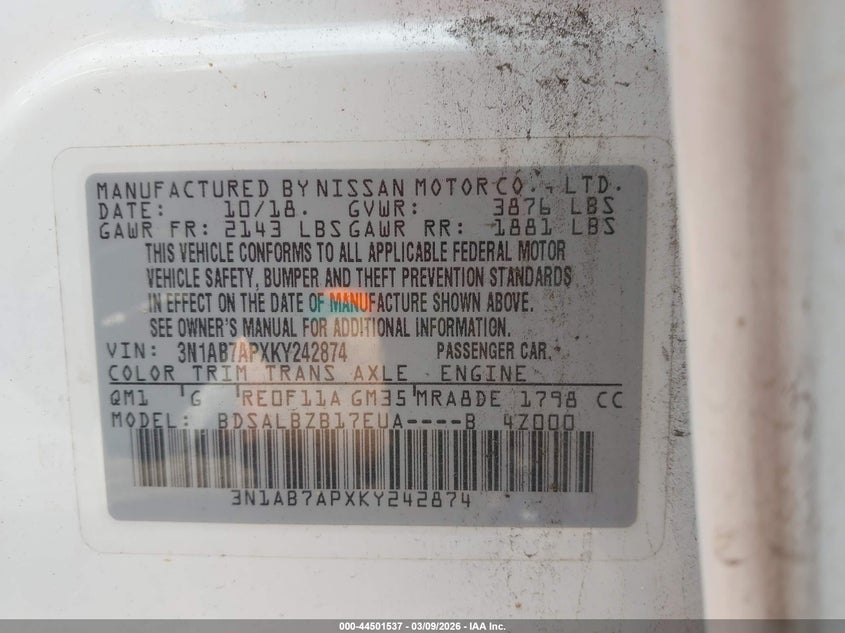 MANUFACTURED BY NISSAN MOTOR CO., LTD.
DATE: 10/18. GVWR: 3876 LBS
GAWR FR: 2143 LBS GAWR RR: 1881 LBS
THIS VEHICLE CONFORMS TO ALL APPLICABLE FEDERAL MOTOR
VEHICLE SAFETY, BUMPER AND THEFT PREVENTION STANDARDS
IN EFFECT ON THE DATE OF MANUFACTURE SHOWN ABOVE.
SEE OWNER'S MANUAL FOR ADDITIONAL INFORMATION.
VIN: 3N1AB7APXKY242874 PASSENGER CAR.
COLOR TRIM TRANS AXLE ENGINE
QM1 G RE0F11A GM35 MRA8DE 1798 CC
MODEL: BDSALBZB17EUA----B 4Z000
3N1AB7APXKY242874
000-44501537 - 03/09/2026 - IAA Inc.